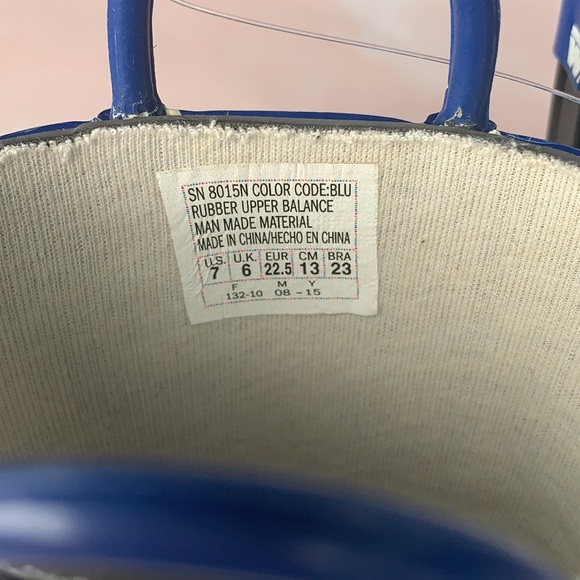 SN 8015N COLOR CODE:BLU
RUBBER UPPER BALANCE
MAN MADE MATERIAL
MADE IN CHINA/HECHO EN CHINA
U.S. U.K. EUR CM BRA
7 6 22.5 13 23
F M Y
132-10 08 - 15